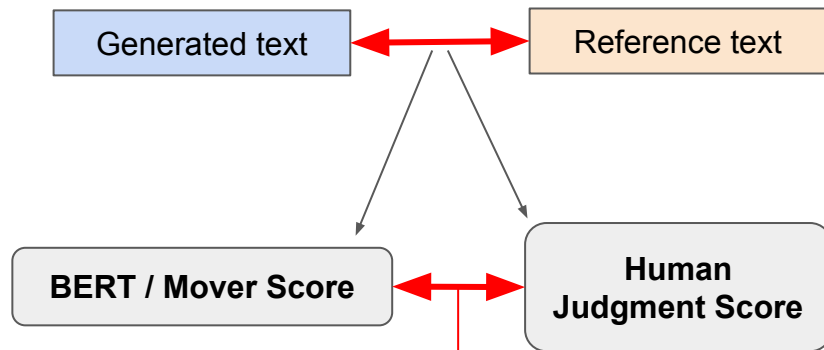 Generated text
Reference text
BERT / Mover Score
Human
Judgment Score